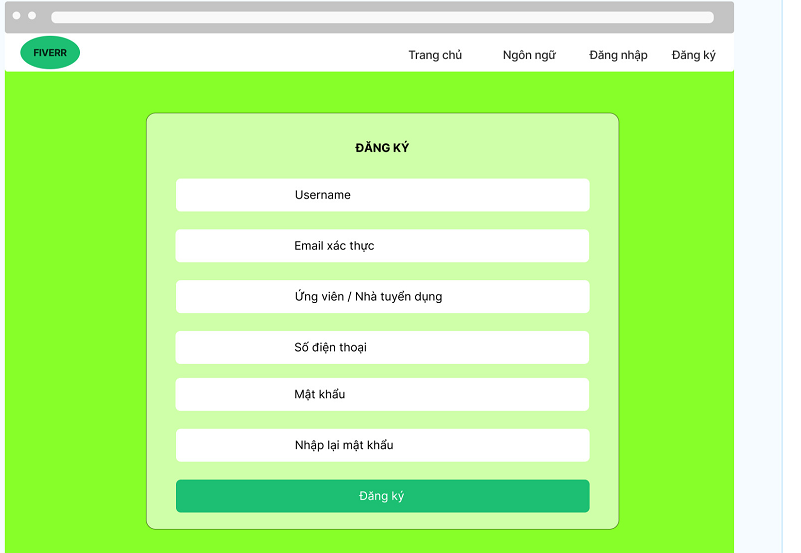 FIVERR
Trang chủ Ngôn ngữ Đăng nhập Đăng ký
ĐĂNG KÝ
Username
Email xác thực
Ứng viên / Nhà tuyển dụng
Số điện thoại
Mật khẩu
Nhập lại mật khẩu
Đăng ký